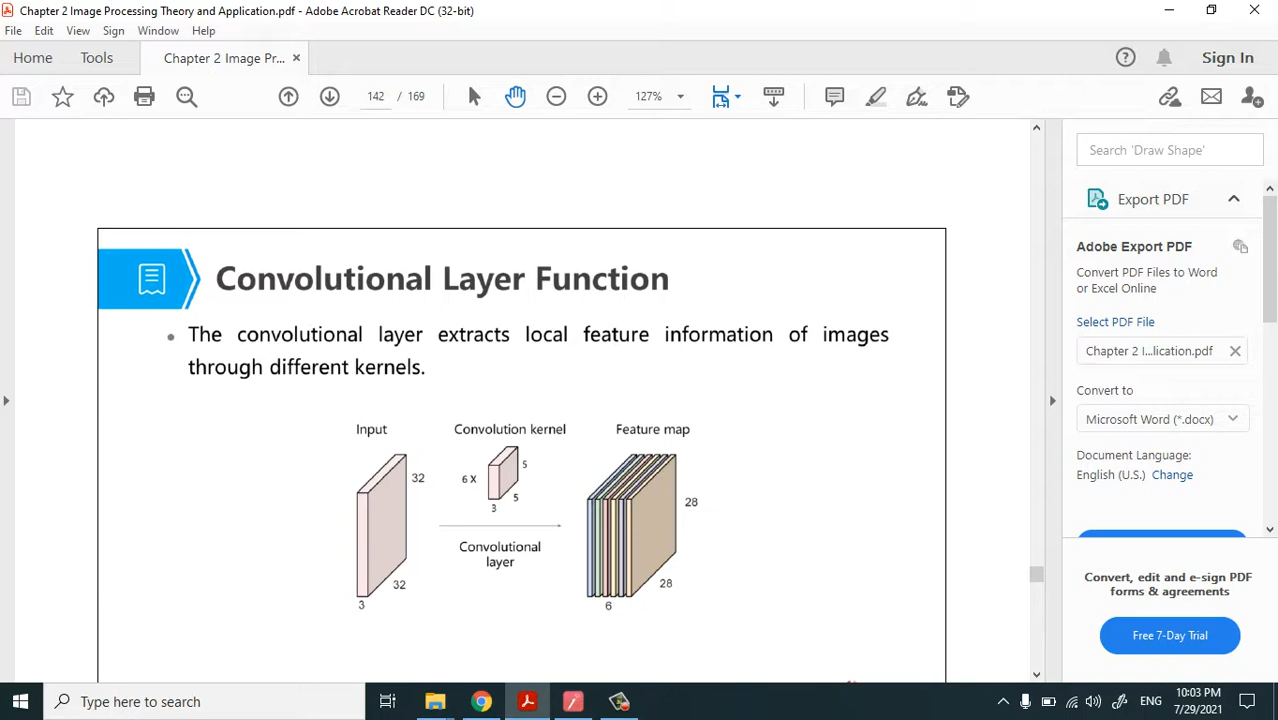 Chapter 2 Image Processing Theory and Application.pdf - Adobe Acrobat Reader DC (32-bit)
File Edit View Sign Window Help
Home Tools Chapter 2 Image Pr... × Sign In
142 / 169 127%
Search 'Draw Shape'
Export PDF
Adobe Export PDF
Convert PDF Files to Word
or Excel Online
Select PDF File
Chapter 2 I...lication.pdf
Convert to
Microsoft Word (*.docx)
Document Language:
English (U.S.) Change
Convert, edit and e-sign PDF
forms & agreements
Free 7-Day Trial
Convolutional Layer Function
• The convolutional layer extracts local feature information of images
through different kernels.
Input Convolution kernel Feature map
32 6 X 5 5 3 28
Convolutional
layer
32 28
3 6
Type here to search
ENG
10:03 PM
7/29/2021